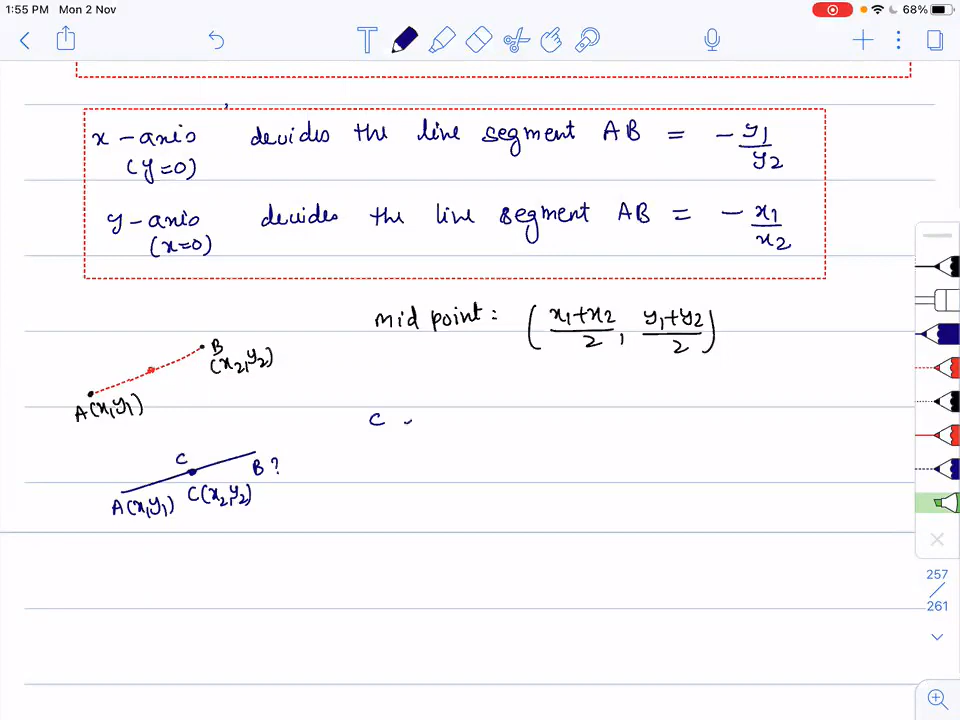 1:55 PM Mon 2 Nov 68%
T
x-axis decides the line segment AB = - y1/y2
(y=0)
y-axis decides the line segment AB = - x1/x2
(x=0)
mid point: (x1+x2/2, y1+y2/2)
B
(x2,y2)
A(x1,y1)
C
C
B ?
A(x1,y1) C(x2,y2)
257
/
261